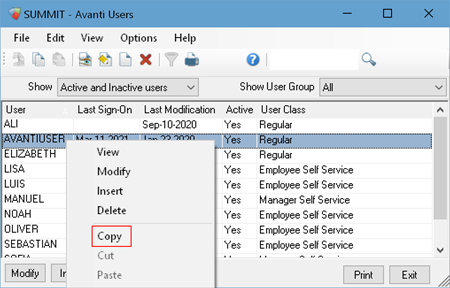 SUMMIT - Avanti Users
File Edit View Options Help
Show Active and Inactive users Show User Group All
User Last Sign-On Last Modification Active User Class
ALI Sep-10-2020 Yes Regular
AVANTIUSER Mar-11-2021 Jan-23-2020 Yes Regular
ELIZABETH Yes Regular
LISA Yes Employee Self Service
LUIS Yes Employee Self Service
MANUEL Yes Manager Self Service
NOAH Yes Employee Self Service
OLIVER Yes Employee Self Service
SEBASTIAN Yes Employee Self Service
View
Modify
Insert
Delete
Copy
Cut
Paste
Modify In Print Exit